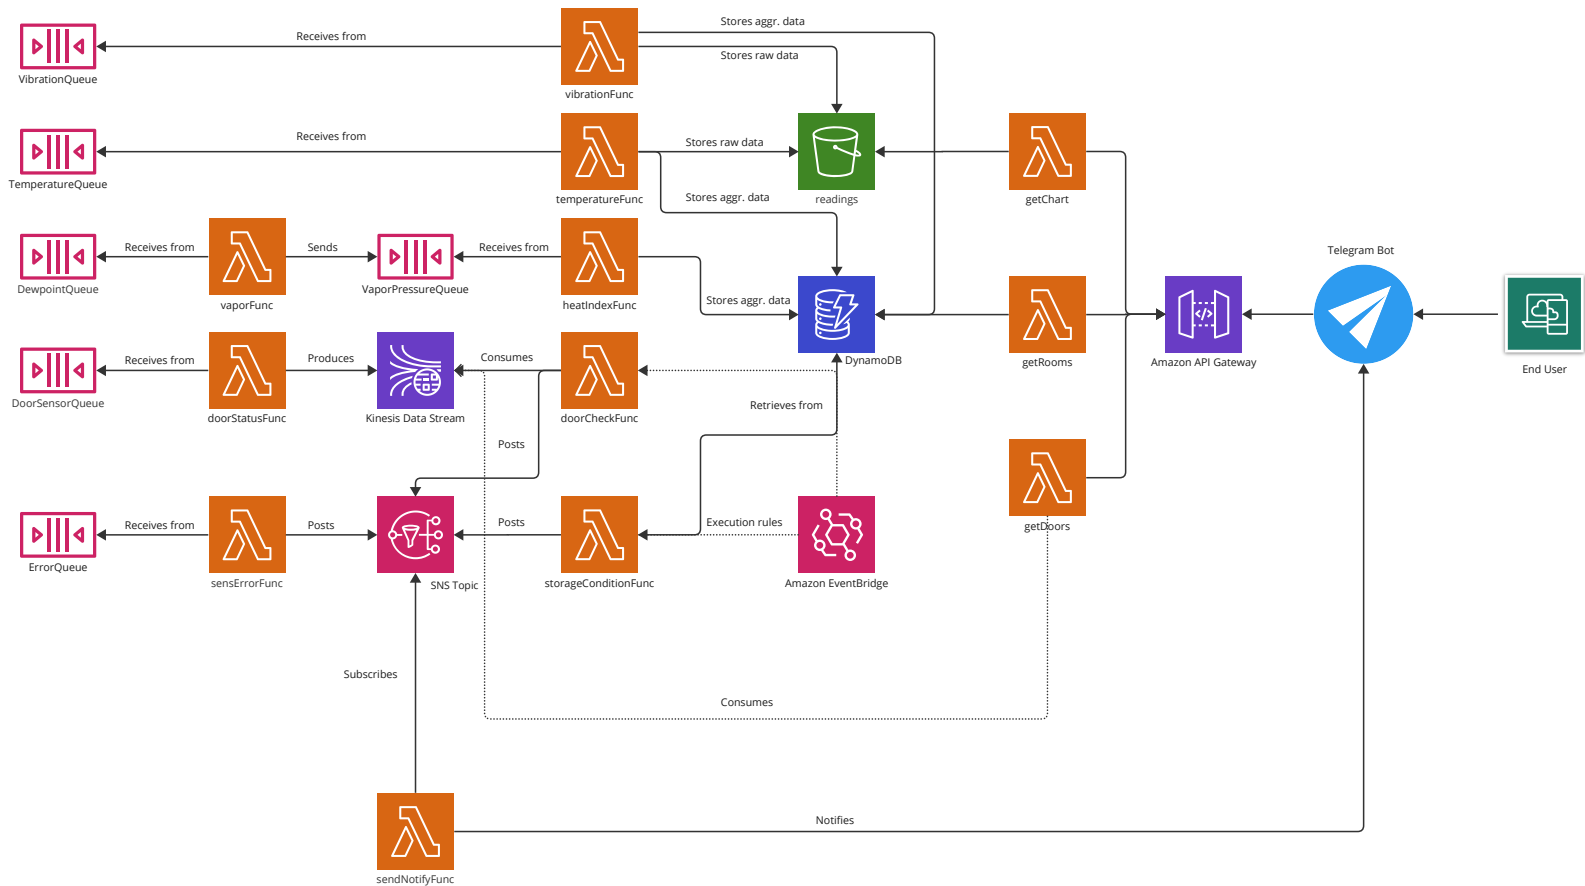 Stores aggr. data
Receives from
Stores raw data
VibrationQueue
vibrationFunc
Receives from
Stores raw data
TemperatureQueue
temperatureFunc
Stores aggr. data
readings
getChart
Receives from
Sends
Receives from
Telegram Bot
DewpointQueue
vaporFunc
VaporPressureQueue
heatIndexFunc
Stores aggr. data
Receives from
Produces
Consumes
DynamoDB
getRooms
Amazon API Gateway
End User
DoorSensorQueue
doorStatusFunc
Kinesis Data Stream
doorCheckFunc
Retrieves from
Posts
Receives from
Posts
Posts
Execution rules
getDoors
ErrorQueue
sensErrorFunc
SNS Topic
storageConditionFunc
Amazon EventBridge
Subscribes
Consumes
Notifies
sendNotifyFunc